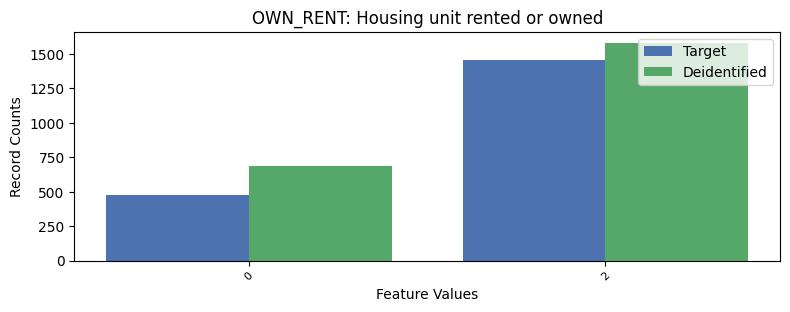 OWN_RENT: Housing unit rented or owned
Target
Deidentified
Record Counts
1500
1250
1000
750
500
250
0
0
2
Feature Values